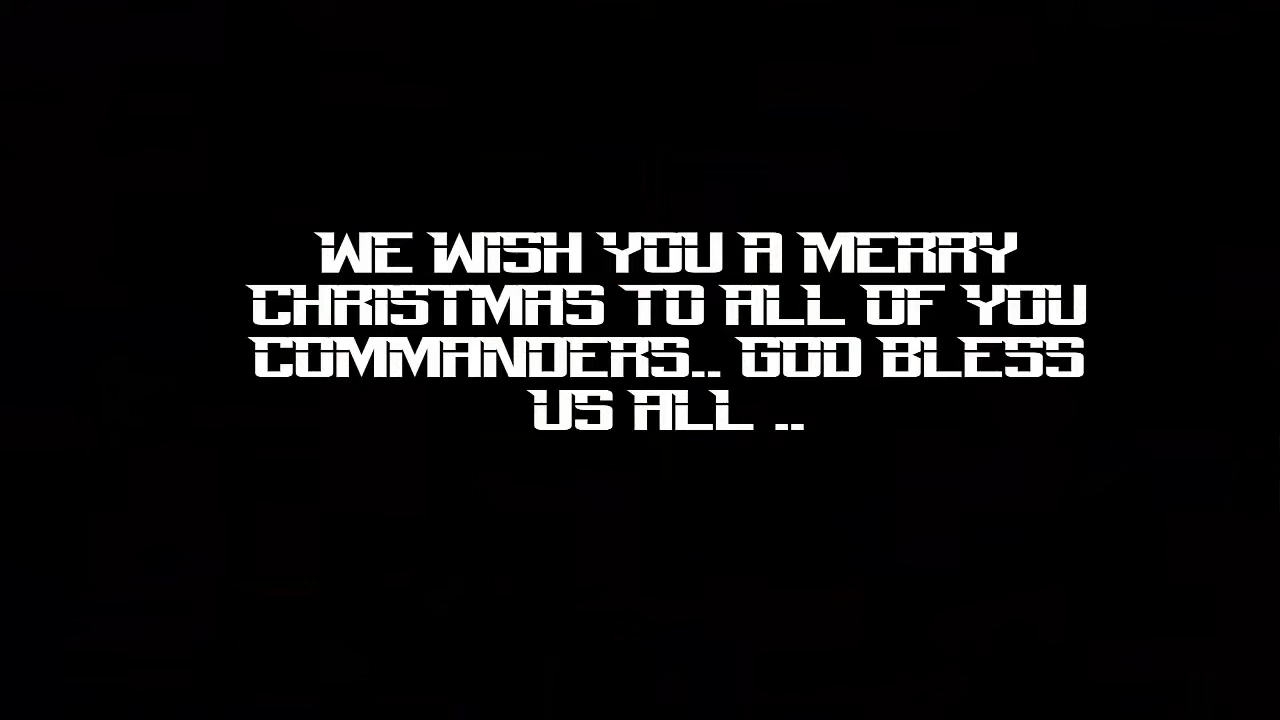 WE WISH YOU A MERRY
CHRISTMAS TO ALL OF YOU
COMMANDERS.. GOD BLESS
US ALL ..